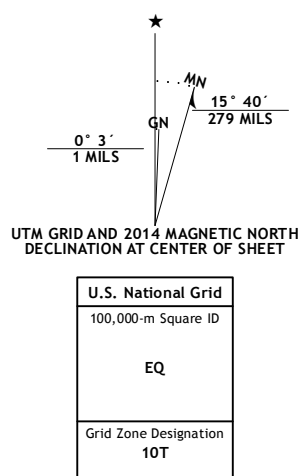 ★
MN
GN
15° 40´
279 MILS
0° 3´
1 MILS
UTM GRID AND 2014 MAGNETIC NORTH
DECLINATION AT CENTER OF SHEET
U.S. National Grid
100,000-m Square ID
EQ
Grid Zone Designation
10T